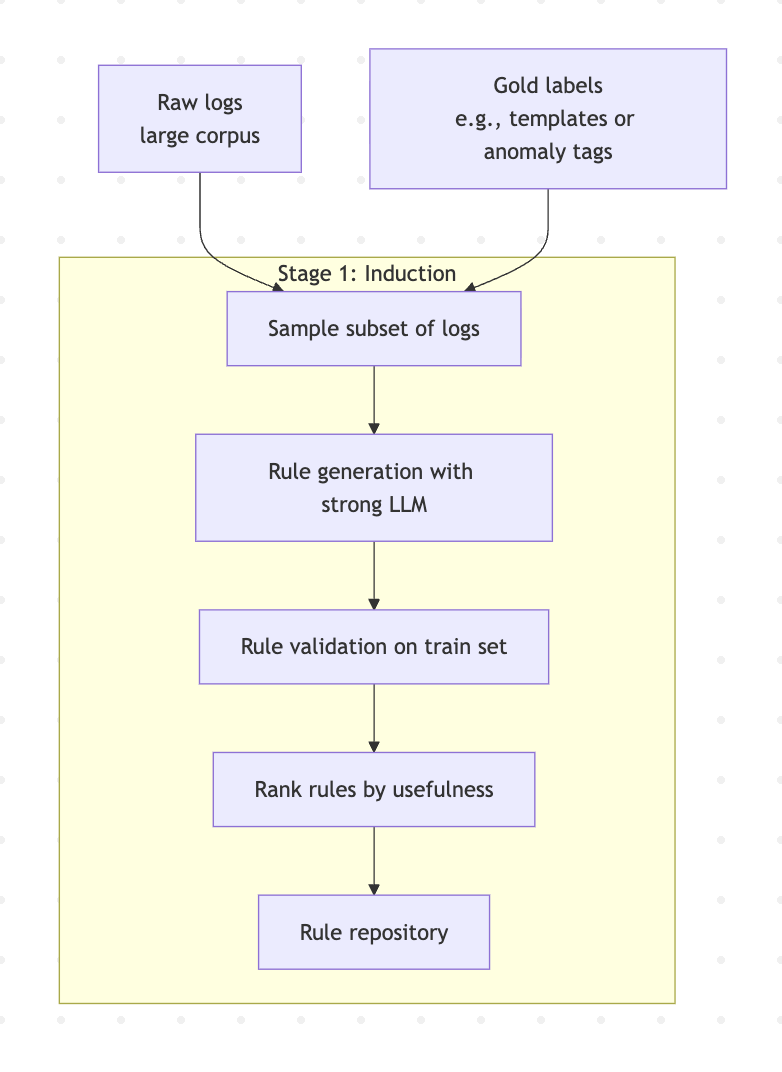 Raw logs
large corpus
Gold labels
e.g., templates or
anomaly tags
Stage 1: Induction
Sample subset of logs
Rule generation with
strong LLM
Rule validation on train set
Rank rules by usefulness
Rule repository